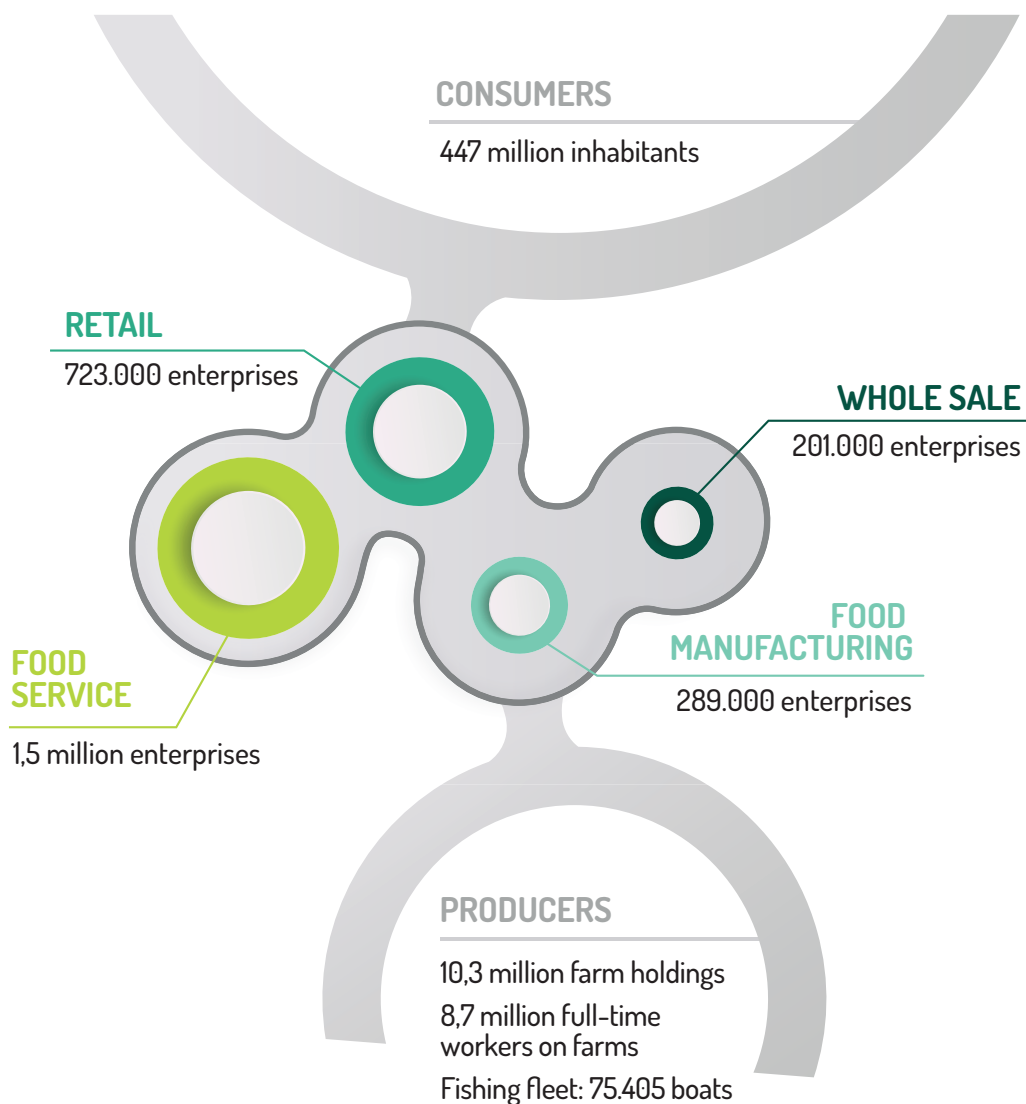 CONSUMERS
447 million inhabitants
RETAIL
723.000 enterprises
WHOLE SALE
201.000 enterprises
FOOD
MANUFACTURING
289.000 enterprises
FOOD
SERVICE
1,5 million enterprises
PRODUCERS
10,3 million farm holdings
8,7 million full-time
workers on farms
Fishing fleet: 75.405 boats